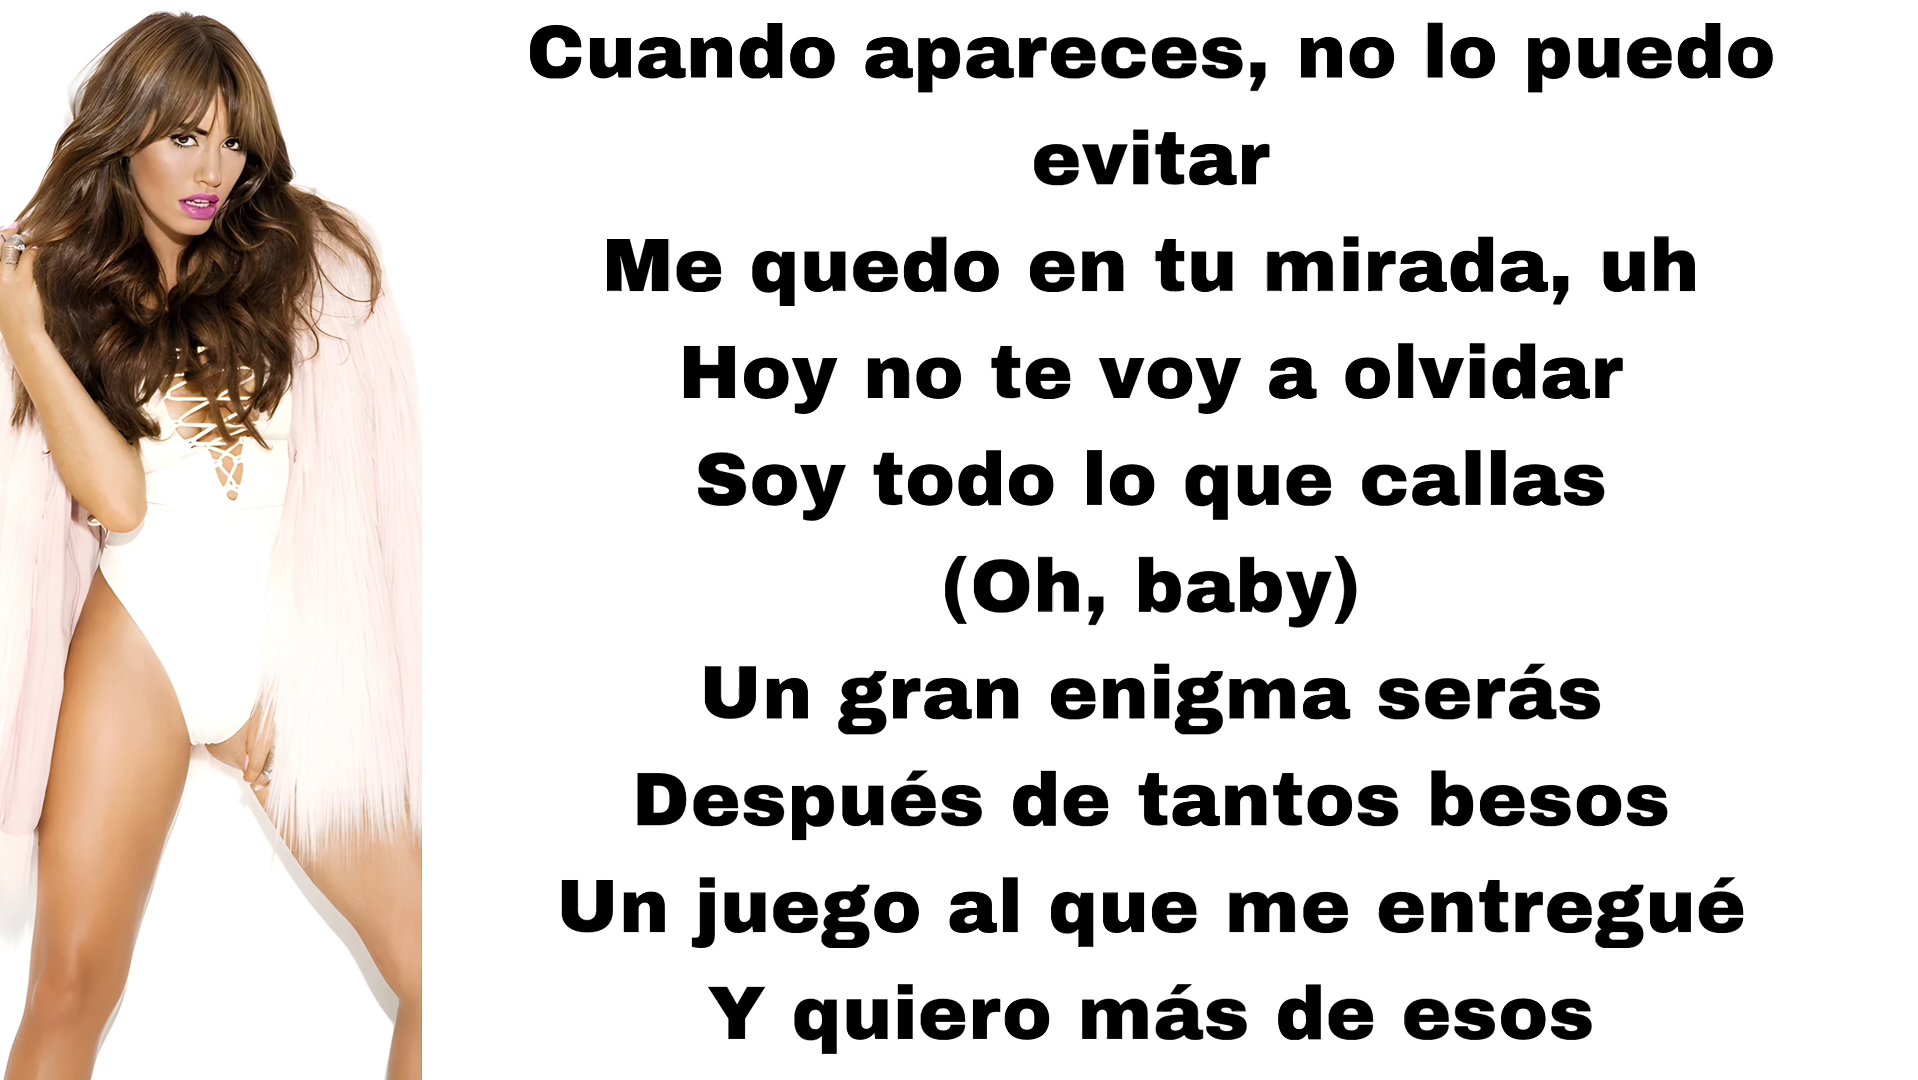 Cuando apareces, no lo puedo
evitar
Me quedo en tu mirada, uh
Hoy no te voy a olvidar
Soy todo lo que callas
(Oh, baby)
Un gran enigma serás
Después de tantos besos
Un juego al que me entregué
Y quiero más de esos